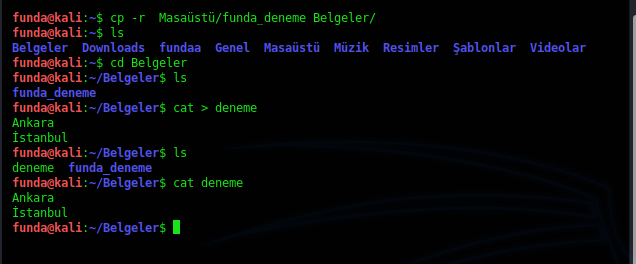 funda@kali:~$ cp -r  Masaüstü/funda_deneme Belgeler/
funda@kali:~$ ls
Belgeler  Downloads  fundaa  Genel  Masaüstü  Müzik  Resimler  Şablonlar  Videolar
funda@kali:~$ cd Belgeler
funda@kali:~/Belgeler$ ls
funda_deneme
funda@kali:~/Belgeler$ cat > deneme
Ankara
İstanbul
funda@kali:~/Belgeler$ ls
deneme  funda_deneme
funda@kali:~/Belgeler$ cat deneme
Ankara
İstanbul
funda@kali:~/Belgeler$